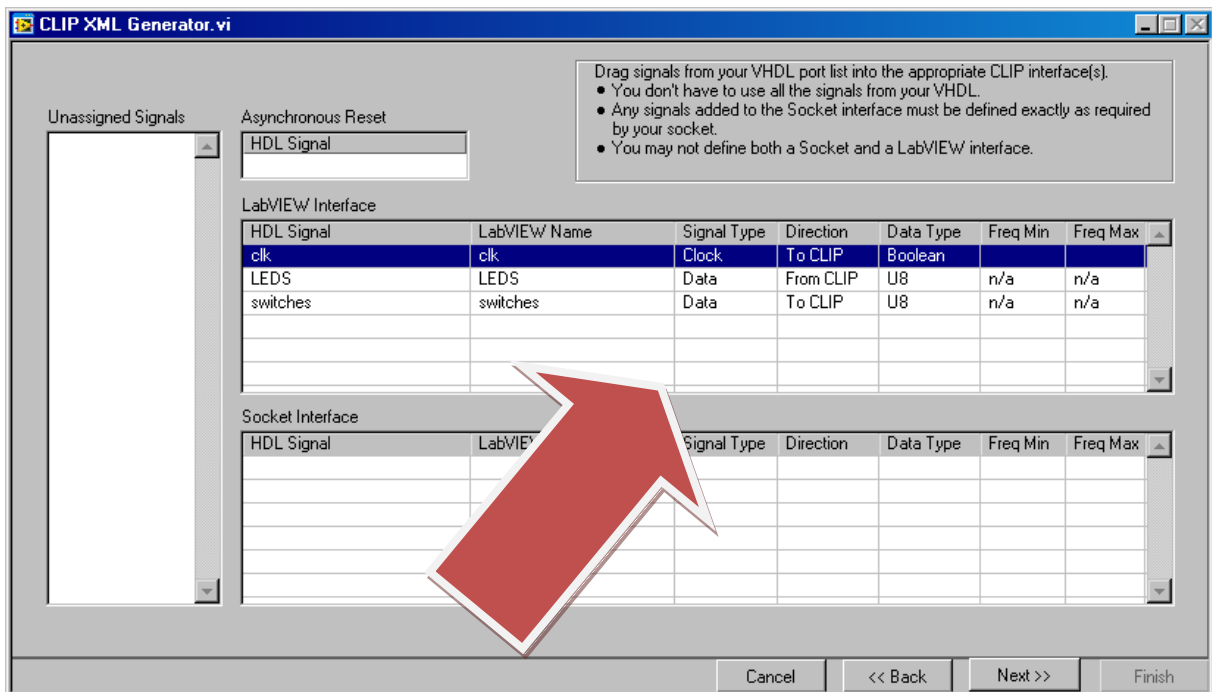 CLIP XML Generator.vi
Drag signals from your VHDL port list into the appropriate CLIP interface(s).
● You don't have to use all the signals from your VHDL.
● Any signals added to the Socket interface must be defined exactly as required
by your socket.
● You may not define both a Socket and a LabVIEW interface.
Unassigned Signals
Asynchronous Reset
HDL Signal
LabVIEW Interface
HDL Signal LabVIEW Name Signal Type Direction Data Type Freq Min Freq Max
clk clk Clock To CLIP Boolean
LEDS LEDS Data From CLIP U8 n/a n/a
switches switches Data To CLIP U8 n/a n/a
Socket Interface
HDL Signal Signal Type Direction Data Type Freq Min Freq Max
Cancel << Back Next >> Finish